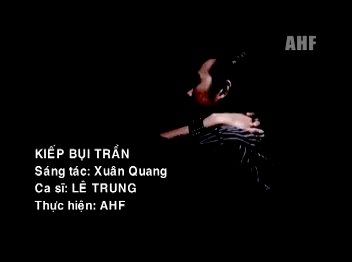 AHF
KIẾP BỤI TRẦN
Sáng tác: Xuân Quang
Ca sĩ: LÊ TRUNG
Thực hiện: AHF